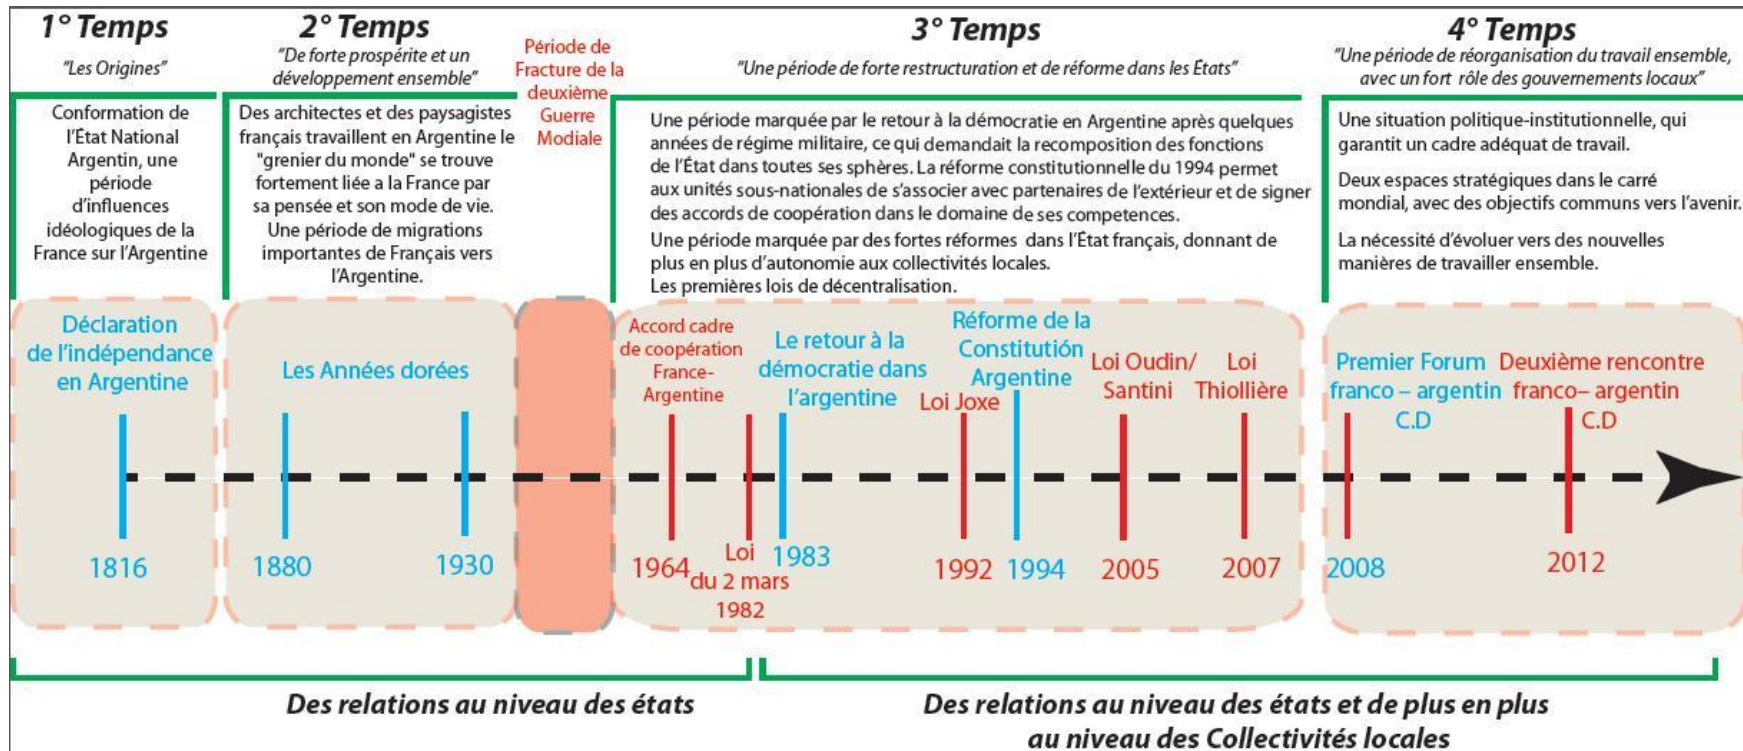 1° Temps
"Les Origines"
Conformation de
l'État National
Argentin, une
période
d'influences
idéologiques de la
France sur l'Argentine
2° Temps
"De forte prospérite et un
développement ensemble"
Des architectes et des paysagistes
français travaillent en Argentine le
"grenier du monde" se trouve
fortement liée a la France par
sa pensée et son mode de vie.
Une période de migrations
importantes de Français vers
l'Argentine.
Période de
Fracture de la
deuxième
Guerre
Modiale
3° Temps
"Une période de forte restructuration et de réforme dans les États"
Une période marquée par le retour à la démocratie en Argentine après quelques
années de régime militaire, ce qui demandait la recomposition des fonctions
de l'État dans toutes ses sphères. La réforme constitutionnelle du 1994 permet
aux unités sous-nationales de s'associer avec partenaires de l'extérieur et de signer
des accords de coopération dans le domaine de ses competences.
Une période marquée par des fortes réformes dans l'État français, donnant de
plus en plus d'autonomie aux collectivités locales.
Les premières lois de décentralisation.
4° Temps
"Une période de réorganisation du travail ensemble,
avec un fort rôle des gouvernements locaux"
Une situation politique-institutionnelle, qui
garantit un cadre adéquat de travail.
Deux espaces stratégiques dans le carré
mondial, avec des objectifs communs vers l'avenir.
La nécessité d'évoluer vers des nouvelles
manières de travailler ensemble.
Déclaration
de l'indépendance
en Argentine
1816
Les Années dorées
1880
1930
Accord cadre
de coopération
France-
Argentine
1964
Loi
du 2 mars
1982
Le retour à la
démocratie dans
l'argentine
1983
Loi Joxe
1992
Réforme de la
Constitutión
Argentine
1994
Loi Oudin/
Santini
2005
Loi
Thiollière
2007
Premier Forum
franco – argentin
C.D
2008
Deuxième rencontre
franco– argentin
C.D
2012
Des relations au niveau des états
Des relations au niveau des états et de plus en plus
au niveau des Collectivités locales